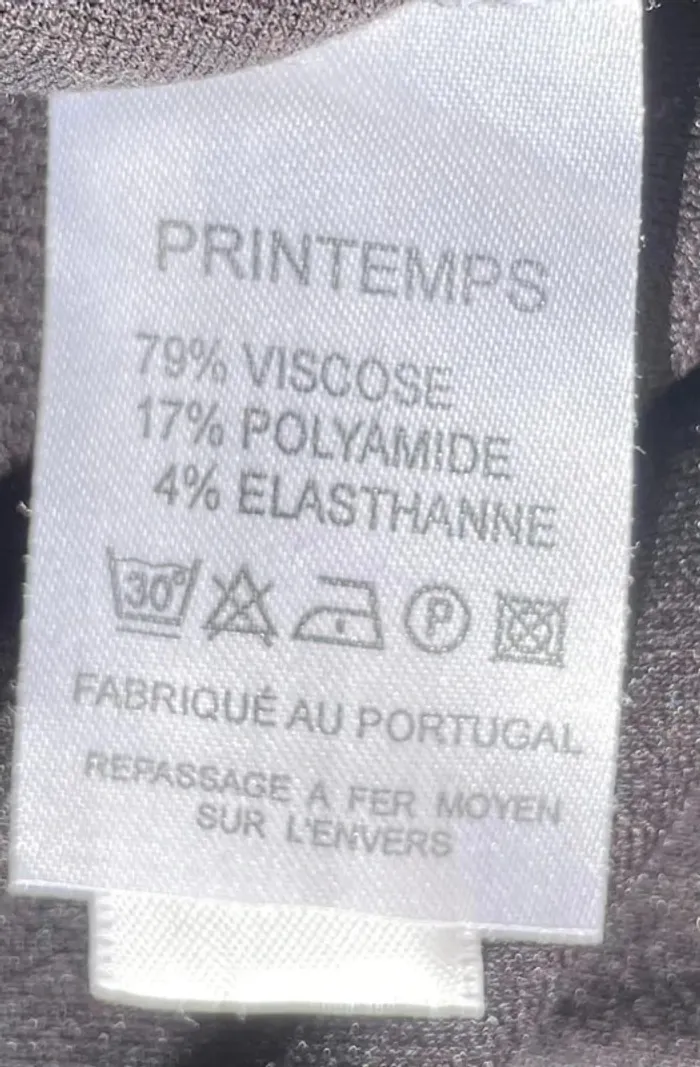 PRINTEMPS
79% VISCOSE
17% POLYAMIDE
4% ELASTHANNE
30° P
FABRIQUÉ AU PORTUGAL
REPASSAGE A FER MOYEN
SUR L'ENVERS